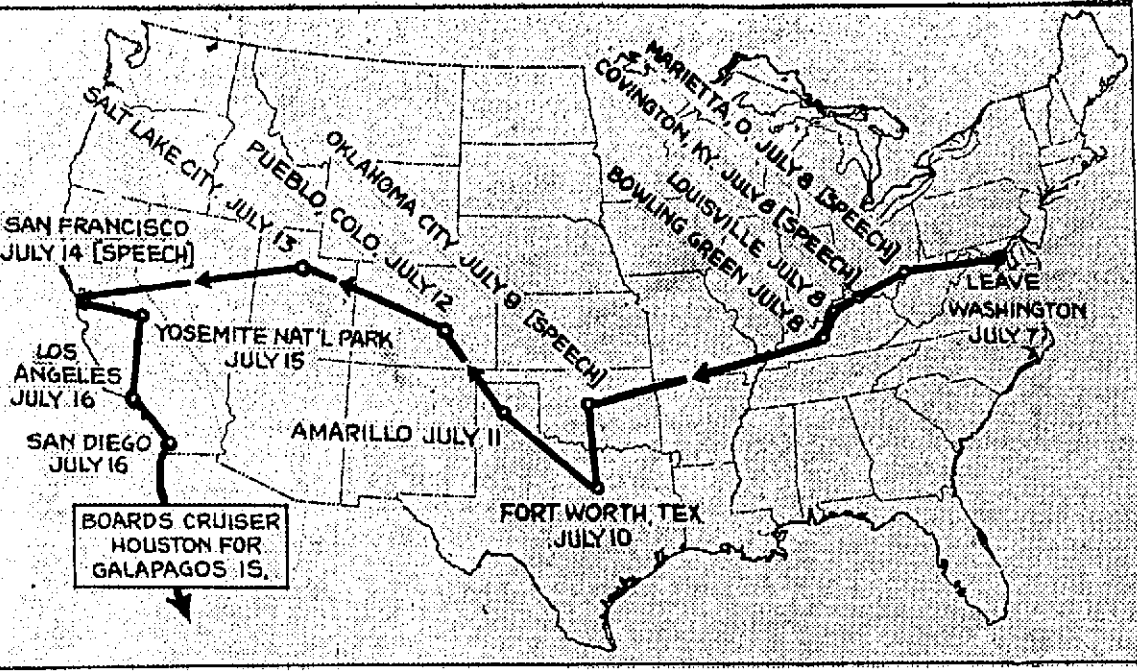 MARIETTA, O. JULY 8 [SPEECH]
COVINGTON, KY. JULY 8 [SPEECH]
LOUISVILLE JULY 8
BOWLING GREEN JULY 8
LEAVE
WASHINGTON
JULY 7
OKLAHOMA CITY JULY 9 [SPEECH]
PUEBLO, COLO. JULY 12
SALT LAKE CITY, JULY 13
SAN FRANCISCO
JULY 14 [SPEECH]
YOSEMITE NAT'L PARK
JULY 15
LOS
ANGELES
JULY 16
SAN DIEGO
JULY 16
AMARILLO JULY 11
FORT WORTH, TEX
JULY 10
BOARDS CRUISER
HOUSTON FOR
GALAPAGOS IS.